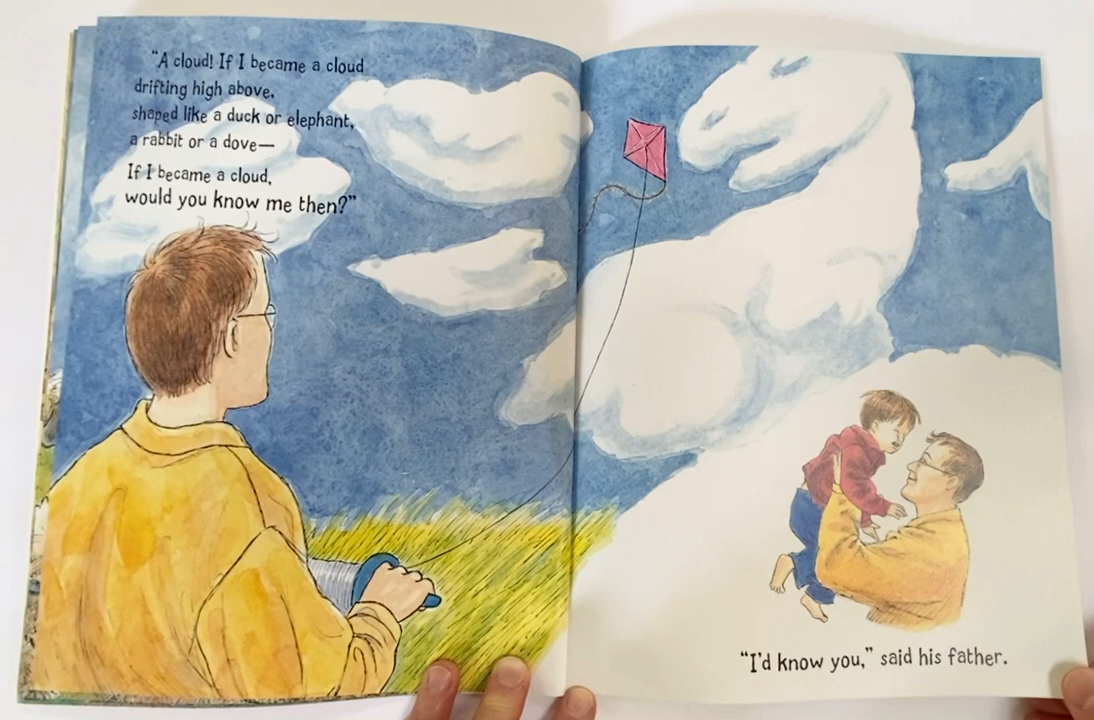 “A cloud! If I became a cloud
drifting high above,
shaped like a duck or elephant,
a rabbit or a dove—
If I became a cloud,
would you know me then?”
“I’d know you,” said his father.